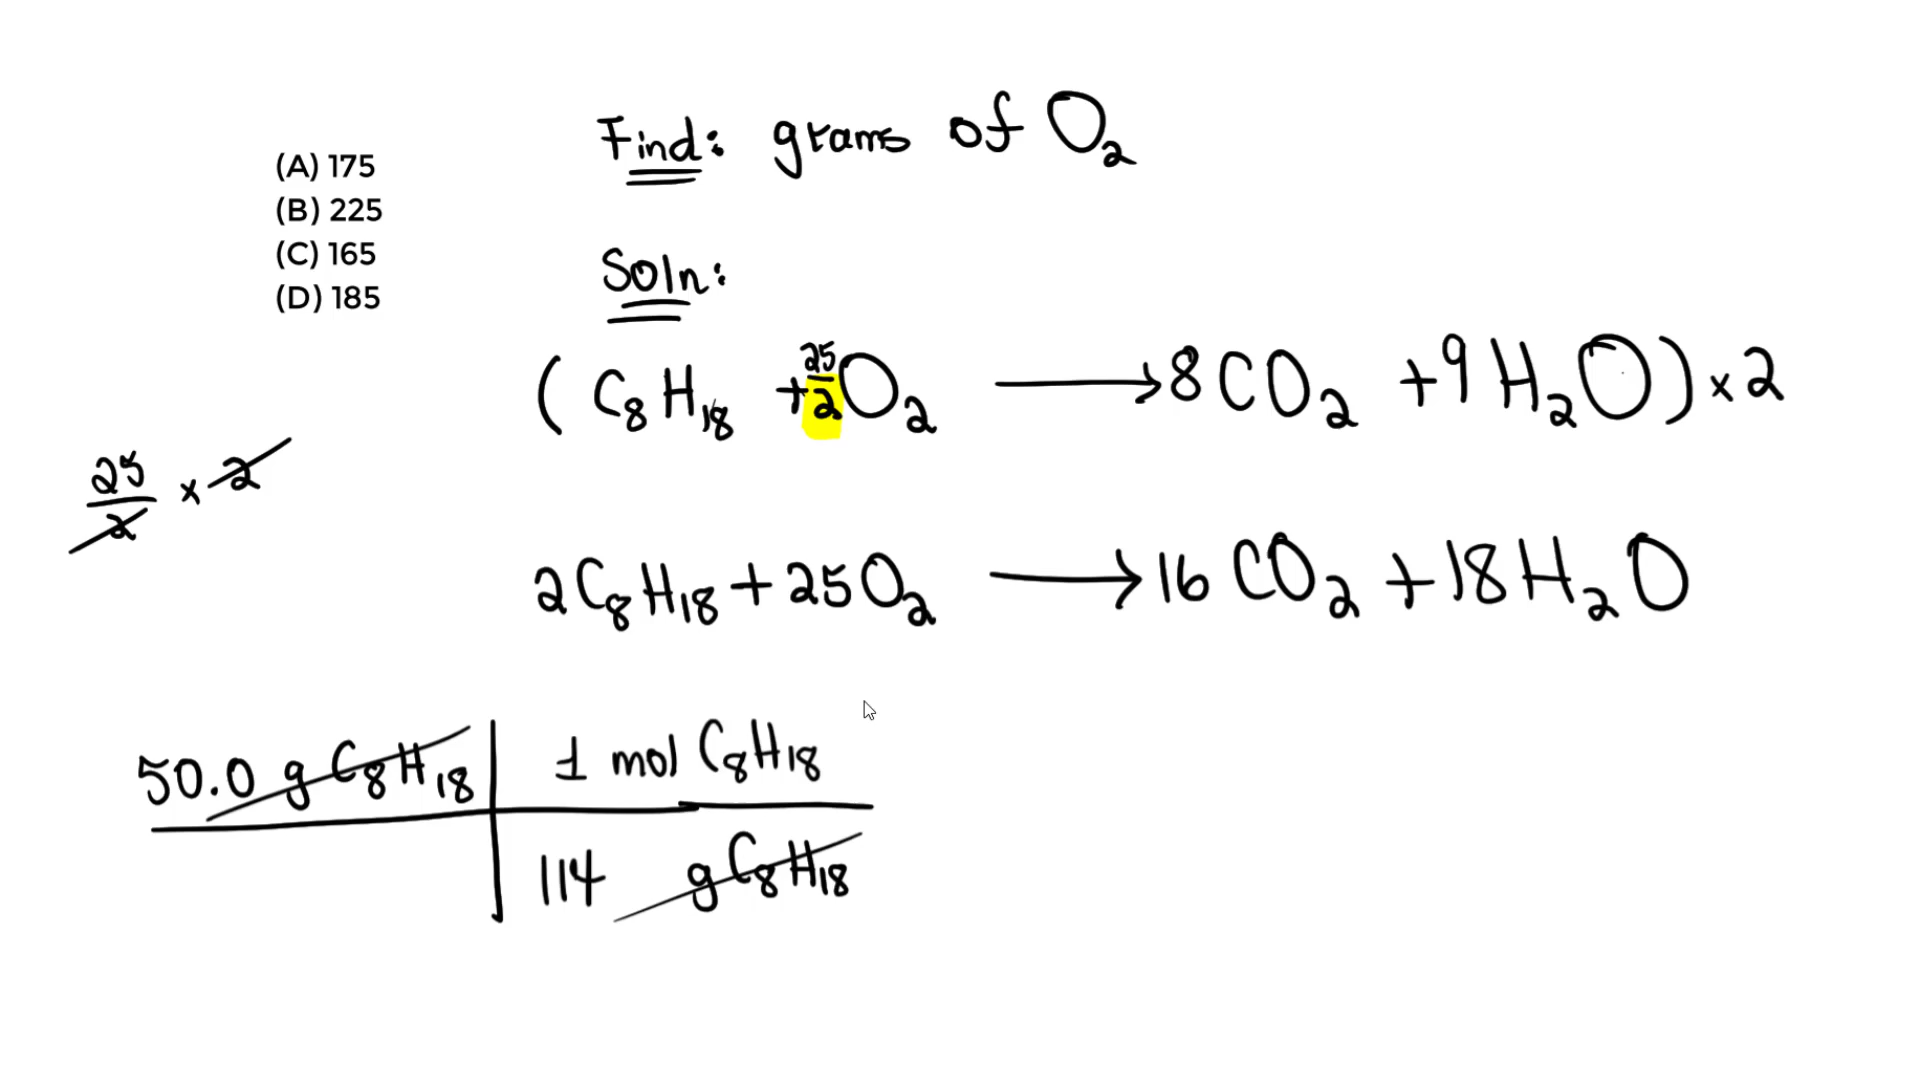 Find: grams of O₂
(A) 175
(B) 225
(C) 165
(D) 185
Soln:
( C₈H₁₈ + 25/2 O₂ → 8CO₂ + 9H₂O) × 2
25/2 × 2
2C₈H₁₈ + 25O₂ → 16CO₂ + 18H₂O
50.0 g C₈H₁₈ | 1 mol C₈H₁₈
114 g C₈H₁₈